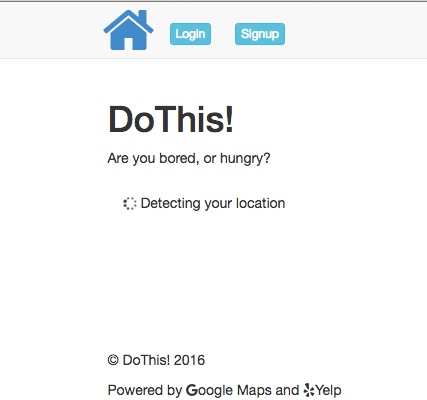 Login Signup
DoThis!
Are you bored, or hungry?
Detecting your location
© DoThis! 2016
Powered by Google Maps and Yelp